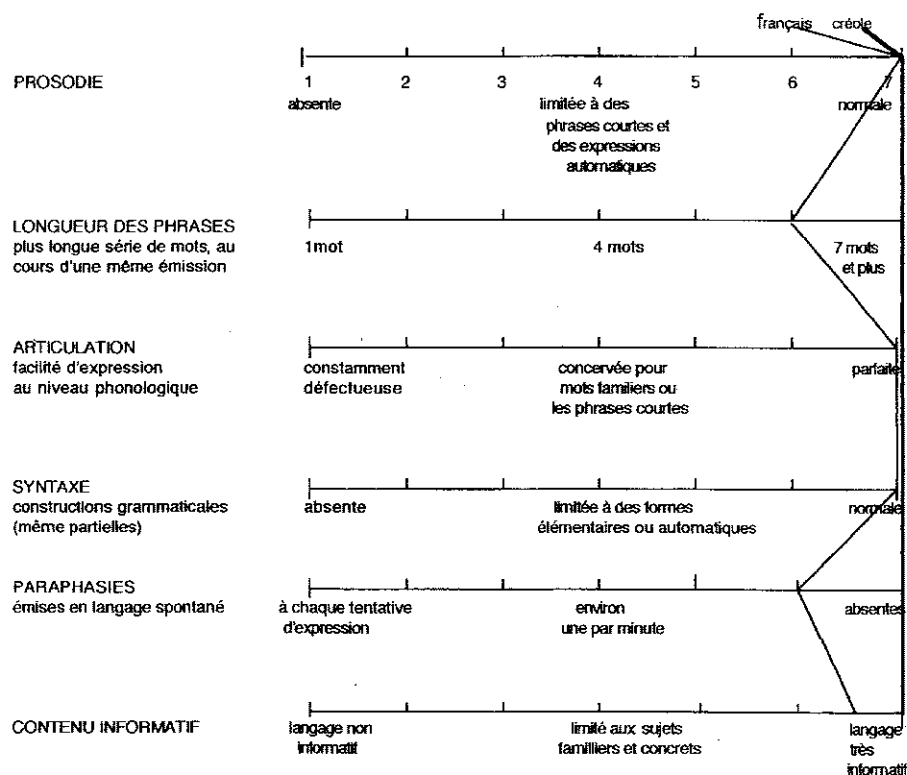 français créole
PROSODIE
1 2 3 4 5 6 7
absente
limitée à des
phrases courtes et
des expressions
automatiques
normale
LONGUEUR DES PHRASES
plus longue série de mots, au
cours d'une même émission
1mot
4 mots
7 mots
et plus
ARTICULATION
facilité d'expression
au niveau phonologique
constamment
défectueuse
concervée pour
mots familiers ou
les phrases courtes
parfaite
SYNTAXE
constructions grammaticales
(même partielles)
absente
limitée à des formes
élémentaires ou automatiques
normale
PARAPHASIES
émises en langage spontané
à chaque tentative
d'expression
environ
une par minute
absentes
CONTENU INFORMATIF
langage non
informatif
limité aux sujets
familliers et concrets
langage
très
informatif